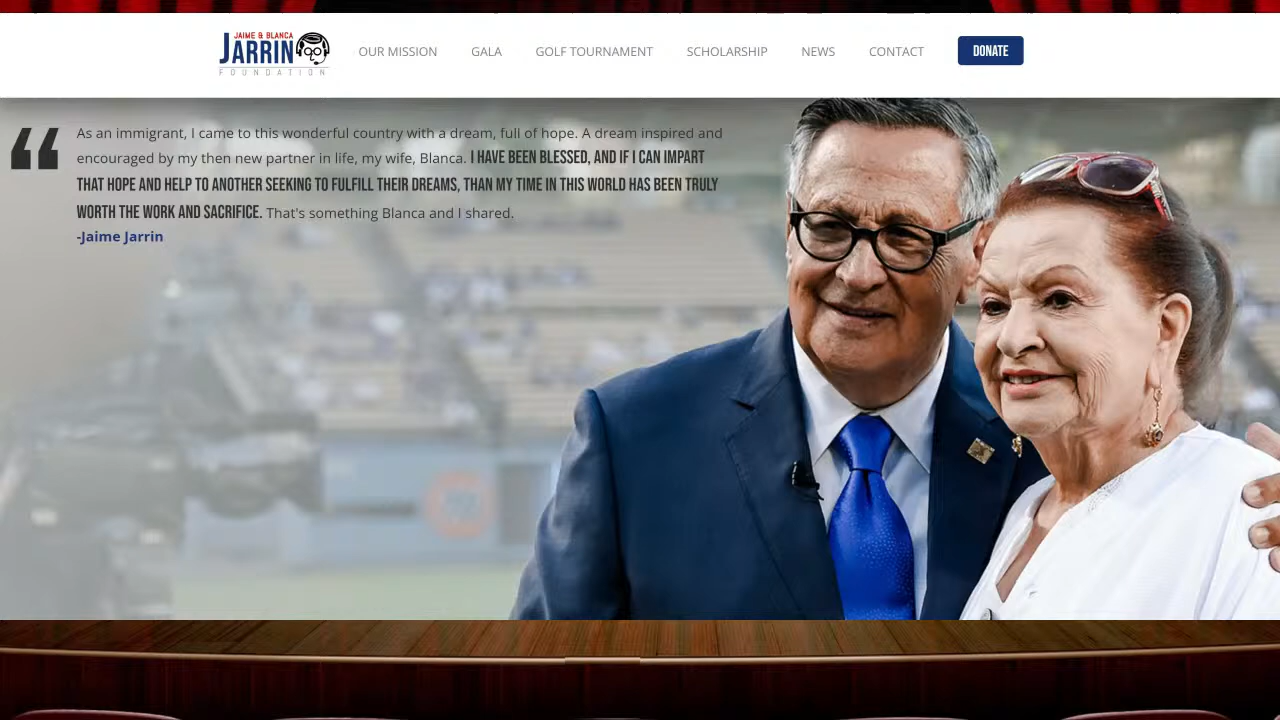 JAIME & BLANCA
JARRIN
FOUNDATION
OUR MISSION GALA GOLF TOURNAMENT SCHOLARSHIP NEWS CONTACT DONATE
“ As an immigrant, I came to this wonderful country with a dream, full of hope. A dream inspired and
encouraged by my then new partner in life, my wife, Blanca. I HAVE BEEN BLESSED, AND IF I CAN IMPART
THAT HOPE AND HELP TO ANOTHER SEEKING TO FULFILL THEIR DREAMS, THAN MY TIME IN THIS WORLD HAS BEEN TRULY
WORTH THE WORK AND SACRIFICE. That's something Blanca and I shared.
-Jaime Jarrin